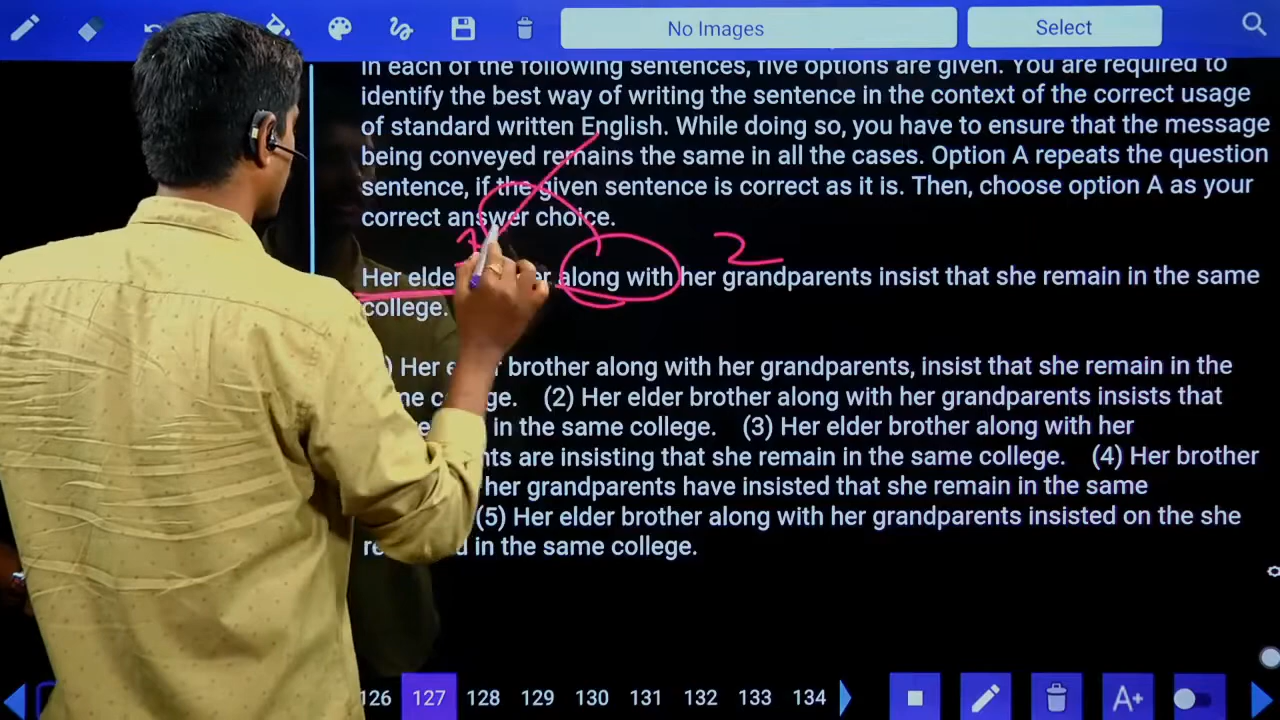 No Images
Select
In each of the following sentences, five options are given. You are required to
identify the best way of writing the sentence in the context of the correct usage
of standard written English. While doing so, you have to ensure that the message
being conveyed remains the same in all the cases. Option A repeats the question
sentence, if the given sentence is correct as it is. Then, choose option A as your
correct answer choice.
2
Her along with her grandparents insist that she remain in the same
college.
Her brother along with her grandparents, insist that she remain in the
(2) Her elder brother along with her grandparents insists that
in the same college. (3) Her elder brother along with her
are insisting that she remain in the same college. (4) Her brother
her grandparents have insisted that she remain in the same
(5) Her elder brother along with her grandparents insisted on the she
in the same college.
126 127 128 129 130 131 132 133 134
A+